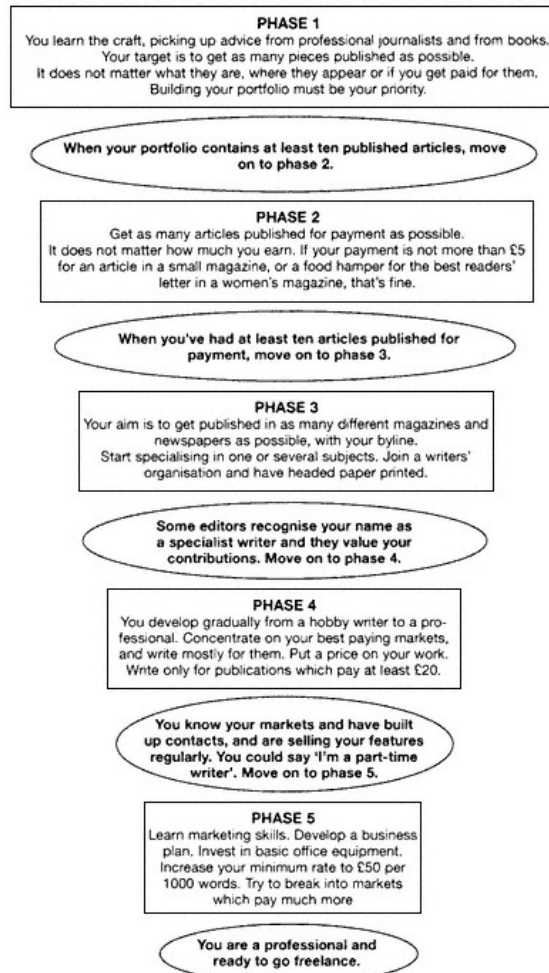 PHASE 1
You learn the craft, picking up advice from professional journalists and from books.
Your target is to get as many pieces published as possible.
It does not matter what they are, where they appear or if you get paid for them.
Building your portfolio must be your priority.
When your portfolio contains at least ten published articles, move
on to phase 2.
PHASE 2
Get as many articles published for payment as possible.
It does not matter how much you earn. If your payment is not more than £5
for an article in a small magazine, or a food hamper for the best readers'
letter in a women's magazine, that's fine.
When you've had at least ten articles published for
payment, move on to phase 3.
PHASE 3
Your aim is to get published in as many different magazines and
newspapers as possible, with your byline.
Start specialising in one or several subjects. Join a writers'
organisation and have headed paper printed.
Some editors recognise your name as
a specialist writer and they value your
contributions. Move on to phase 4.
PHASE 4
You develop gradually from a hobby writer to a pro-
fessional. Concentrate on your best paying markets,
and write mostly for them. Put a price on your work.
Write only for publications which pay at least £20.
You know your markets and have built
up contacts, and are selling your features
regularly. You could say 'I'm a part-time
writer'. Move on to phase 5.
PHASE 5
Learn marketing skills. Develop a business
plan. Invest in basic office equipment.
Increase your minimum rate to £50 per
1000 words. Try to break into markets
which pay much more
You are a professional and
ready to go freelance.